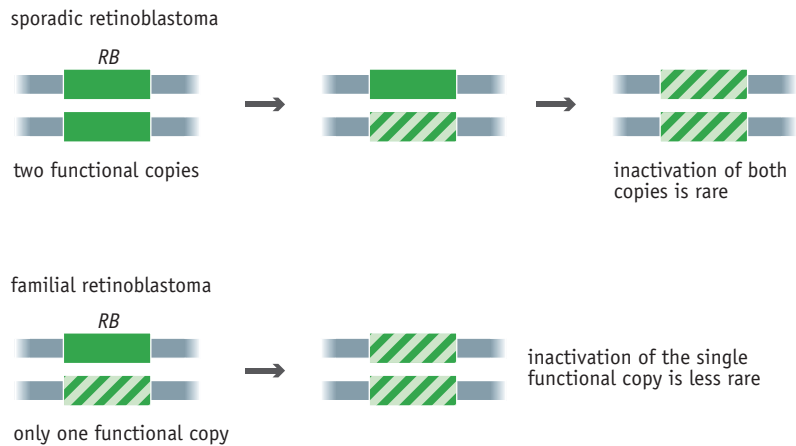 sporadic retinoblastoma
RB
two functional copies
inactivation of both
copies is rare
familial retinoblastoma
RB
inactivation of the single
functional copy is less rare
only one functional copy